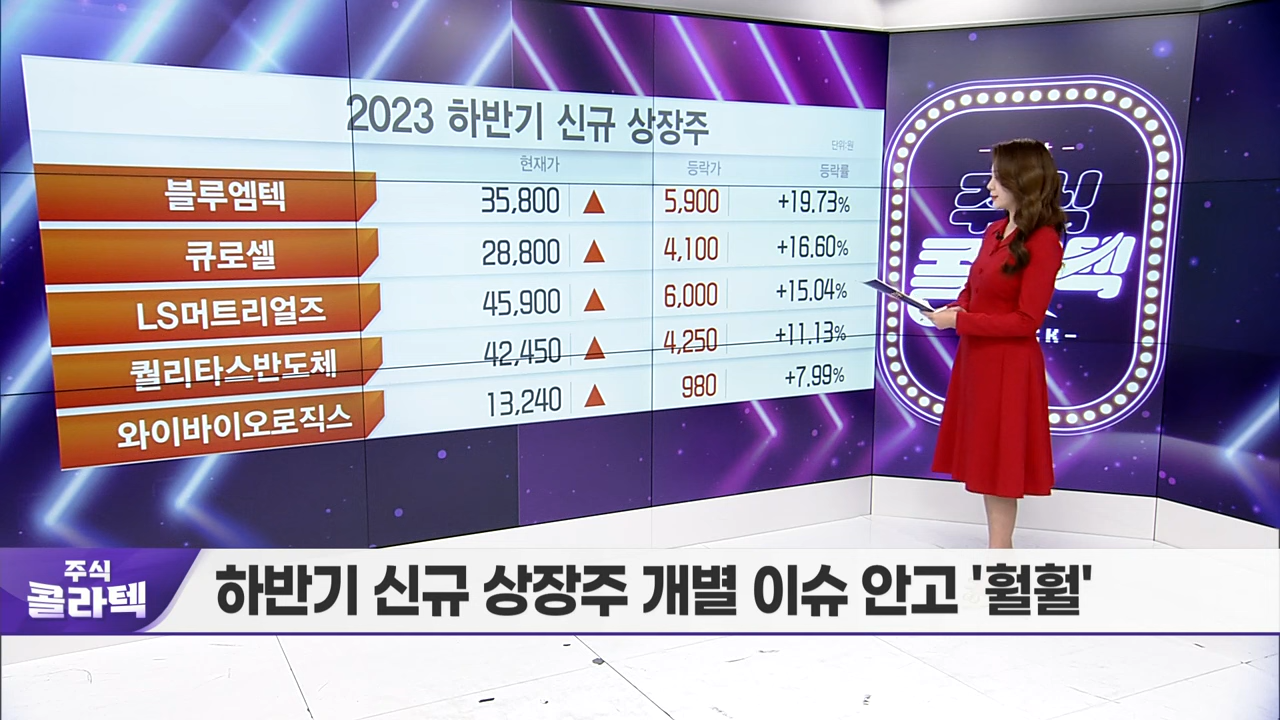 2023 하반기 신규 상장주
단위:원
현재가 등락가 등락률
블루엠텍 35,800 ▲ 5,900 +19.73%
큐로셀 28,800 ▲ 4,100 +16.60%
LS머트리얼즈 45,900 ▲ 6,000 +15.04%
퀄리타스반도체 42,450 ▲ 4,250 +11.13%
와이바이오로직스 13,240 ▲ 980 +7.99%
주식
콜라텍
주식
콜라텍
하반기 신규 상장주 개별 이슈 안고 '훨훨'